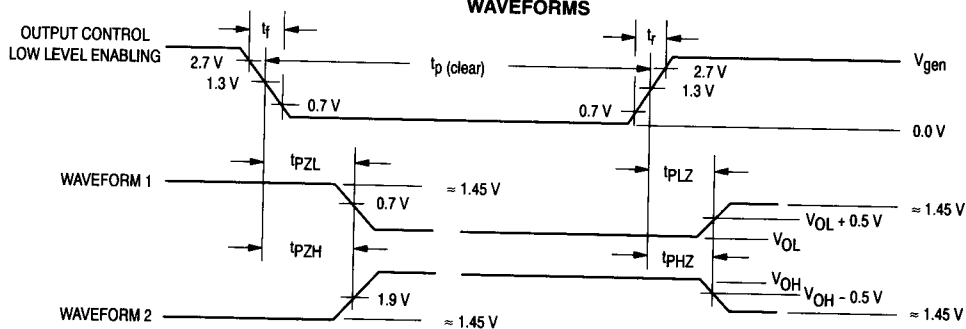 WAVEFORMS
OUTPUT CONTROL
LOW LEVEL ENABLING
tf
tr
2.7 V
1.3 V
0.7 V
tp (clear)
2.7 V
1.3 V
0.7 V
Vgen
0.0 V
tPZL
tPLZ
WAVEFORM 1
≈ 1.45 V
0.7 V
≈ 1.45 V
VOL + 0.5 V
VOL
tPZH
tPHZ
VOH
VOH – 0.5 V
1.9 V
WAVEFORM 2
≈ 1.45 V
≈ 1.45 V